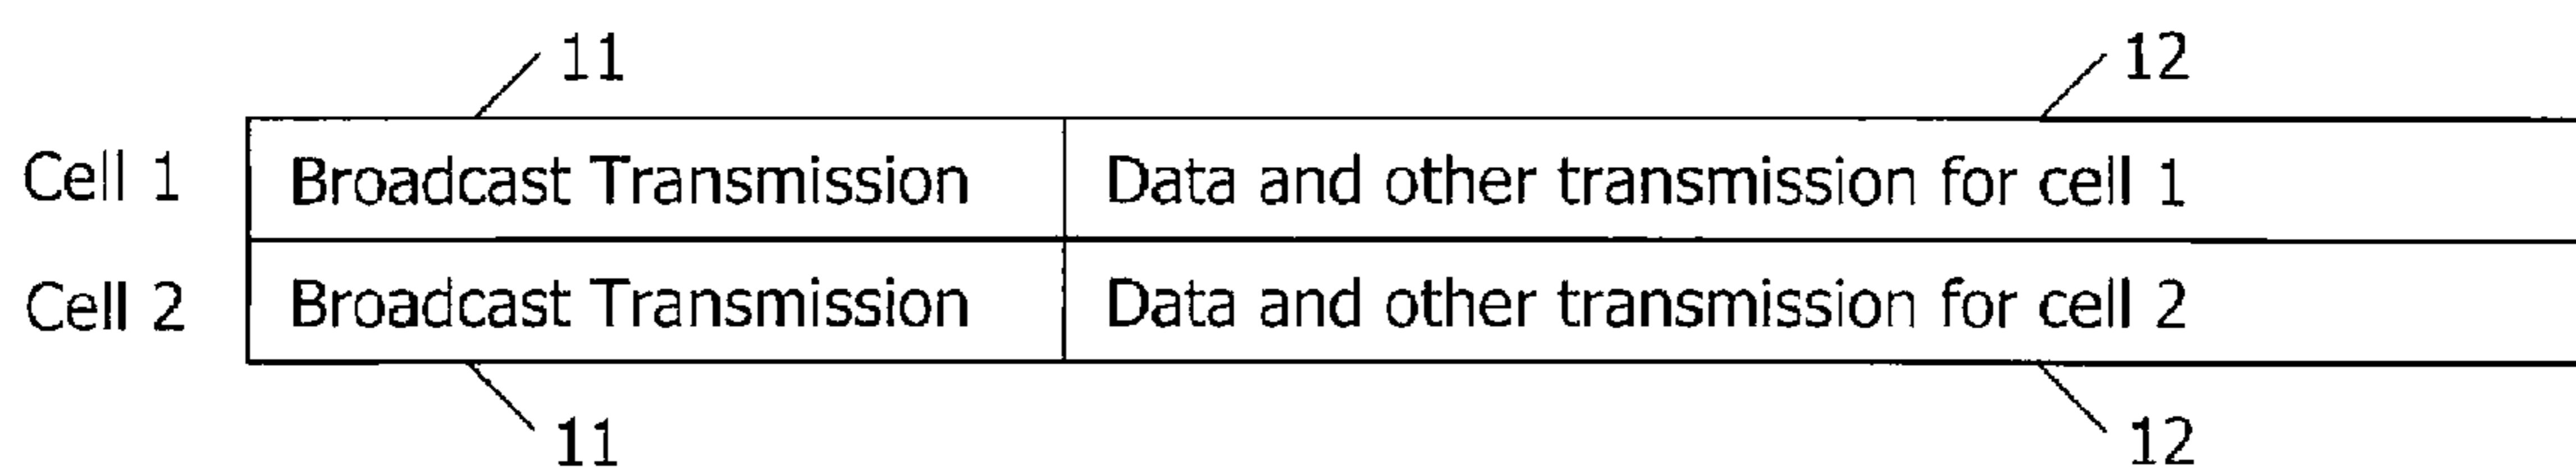 11 12
Cell 1 Broadcast Transmission Data and other transmission for cell 1
Cell 2 Broadcast Transmission Data and other transmission for cell 2
11 12